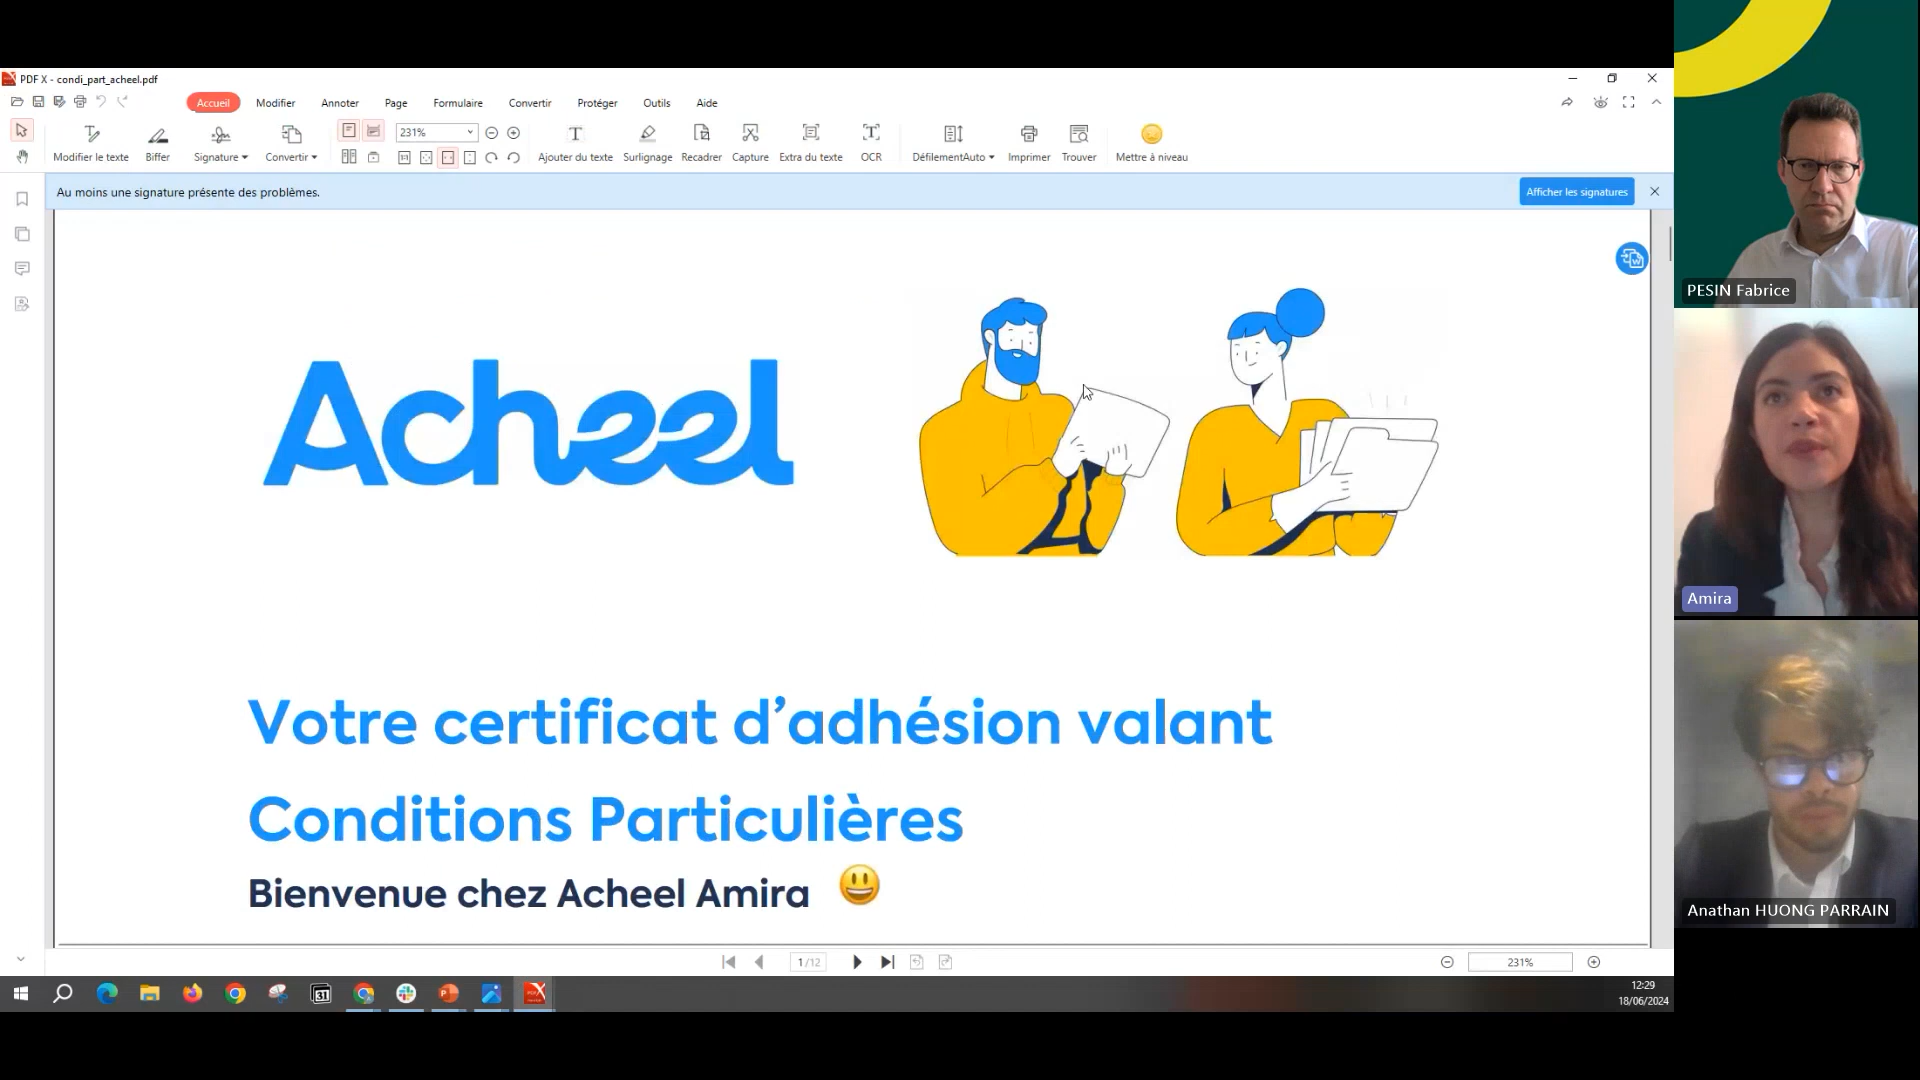 PDF X - condi_part_acheel.pdf
Accueil Modifier Annoter Page Formulaire Convertir Protéger Outils Aide
231%
Modifier le texte Biffer Signature Convertir Ajouter du texte Surlignage Recadrer Capture Extra du texte OCR DéfilementAuto Imprimer Trouver Mettre à niveau
Au moins une signature présente des problèmes.
Afficher les signatures
Acheel
Votre certificat d’adhésion valant
Conditions Particulières
Bienvenue chez Acheel Amira
1 /12
231%
31
12:29
18/06/2024
PESIN Fabrice
Amira
Anathan HUONG PARRAIN